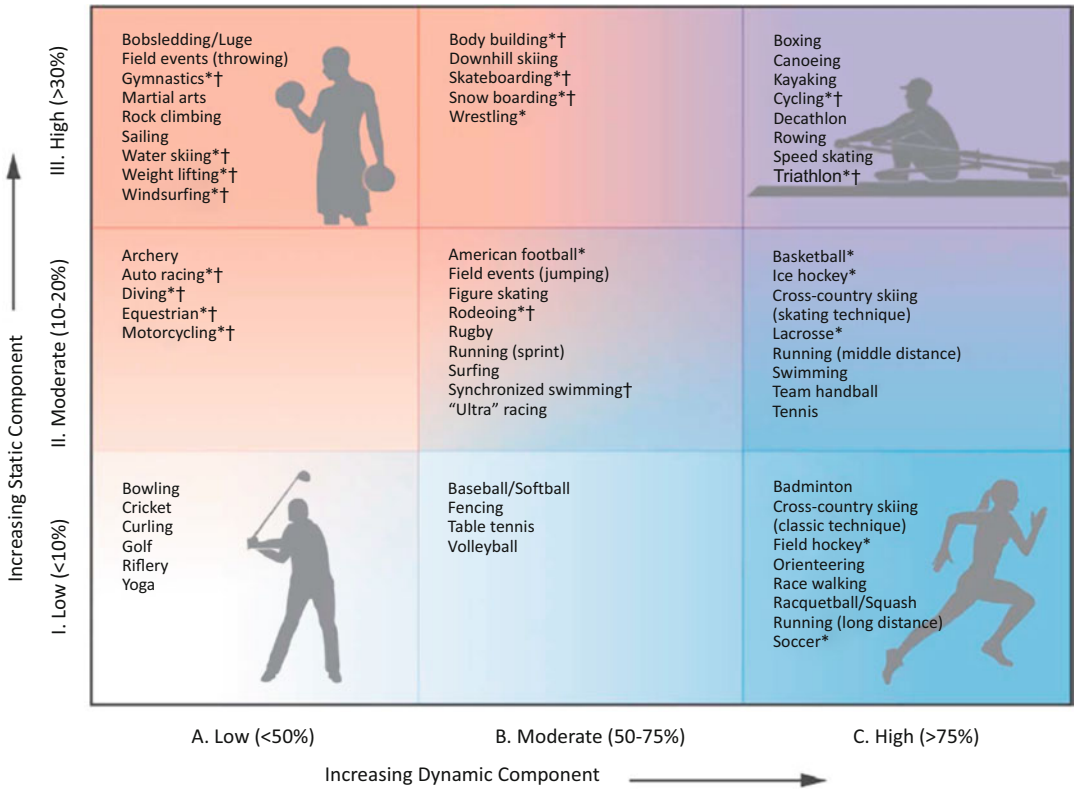 III. High (>30%)
Bobsledding/Luge
Field events (throwing)
Gymnastics*†
Martial arts
Rock climbing
Sailing
Water skiing*†
Weight lifting*†
Windsurfing*†
Body building*†
Downhill skiing
Skateboarding*†
Snow boarding*†
Wrestling*
Boxing
Canoeing
Kayaking
Cycling*†
Decathlon
Rowing
Speed skating
Triathlon*†
Increasing Static Component
II. Moderate (10-20%)
Archery
Auto racing*†
Diving*†
Equestrian*†
Motorcycling*†
American football*
Field events (jumping)
Figure skating
Rodeoing*†
Rugby
Running (sprint)
Surfing
Synchronized swimming†
“Ultra” racing
Basketball*
Ice hockey*
Cross-country skiing
(skating technique)
Lacrosse*
Running (middle distance)
Swimming
Team handball
Tennis
I. Low (<10%)
Bowling
Cricket
Curling
Golf
Riflery
Yoga
Baseball/Softball
Fencing
Table tennis
Volleyball
Badminton
Cross-country skiing
(classic technique)
Field hockey*
Orienteering
Race walking
Racquetball/Squash
Running (long distance)
Soccer*
A. Low (<50%)
B. Moderate (50-75%)
C. High (>75%)
Increasing Dynamic Component